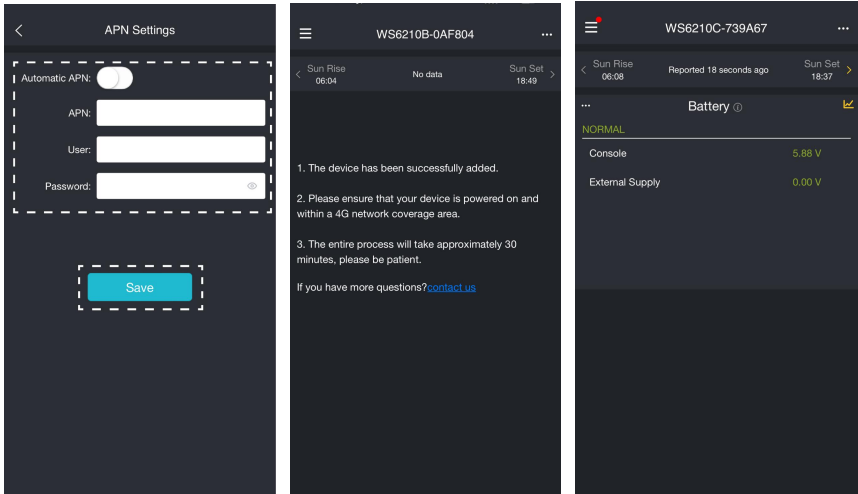 APN Settings
Automatic APN:
APN:
User:
Password:
Save
WS6210B-0AF804
Sun Rise
06:04
No data
Sun Set
18:49
1. The device has been successfully added.
2. Please ensure that your device is powered on and
within a 4G network coverage area.
3. The entire process will take approximately 30
minutes, please be patient.
If you have more questions?contact us
WS6210C-739A67
Sun Rise
06:08
Reported 18 seconds ago
Sun Set
18:37
Battery
NORMAL
Console 5.88 V
External Supply 0.00 V